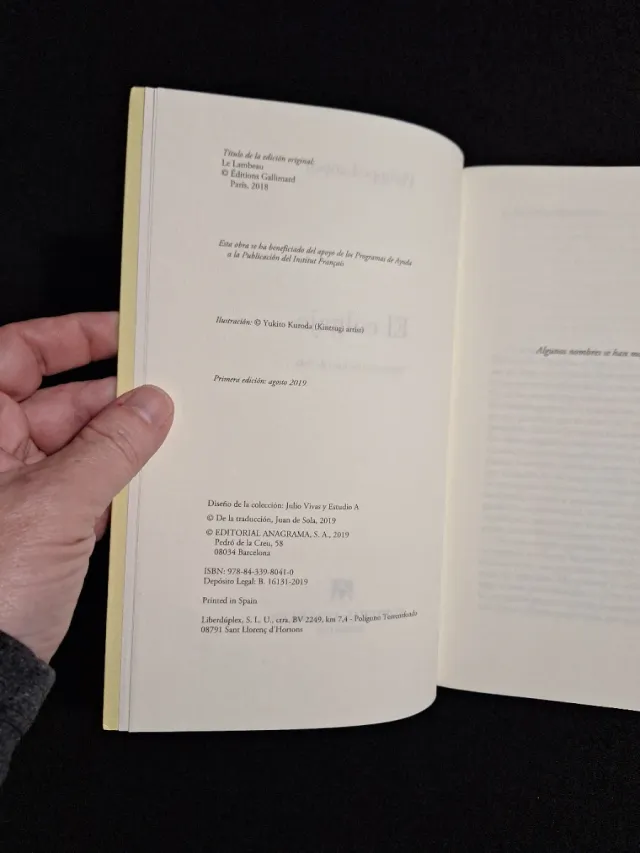 Título de la edición original:
Le Lambeau
© Éditions Gallimard
París, 2018
Esta obra se ha beneficiado del apoyo de los Programas de Ayuda
a la Publicación del Institut Français
Ilustración: © Yukiko Kuroda (Kintsugi artist)
Primera edición: agosto 2019
Diseño de la colección: Julio Vivas y Estudio A
© De la traducción, Juan de Sola, 2019
© EDITORIAL ANAGRAMA, S. A., 2019
Pedró de la Creu, 58
08034 Barcelona
ISBN: 978-84-339-8041-0
Depósito Legal: B. 16131-2019
Printed in Spain
Liberdúplex, S. L. U., ctra. BV 2249, km 7,4 - Polígono Torrentfondo
08791 Sant Llorenç d'Hortons
Algunos nombres se han